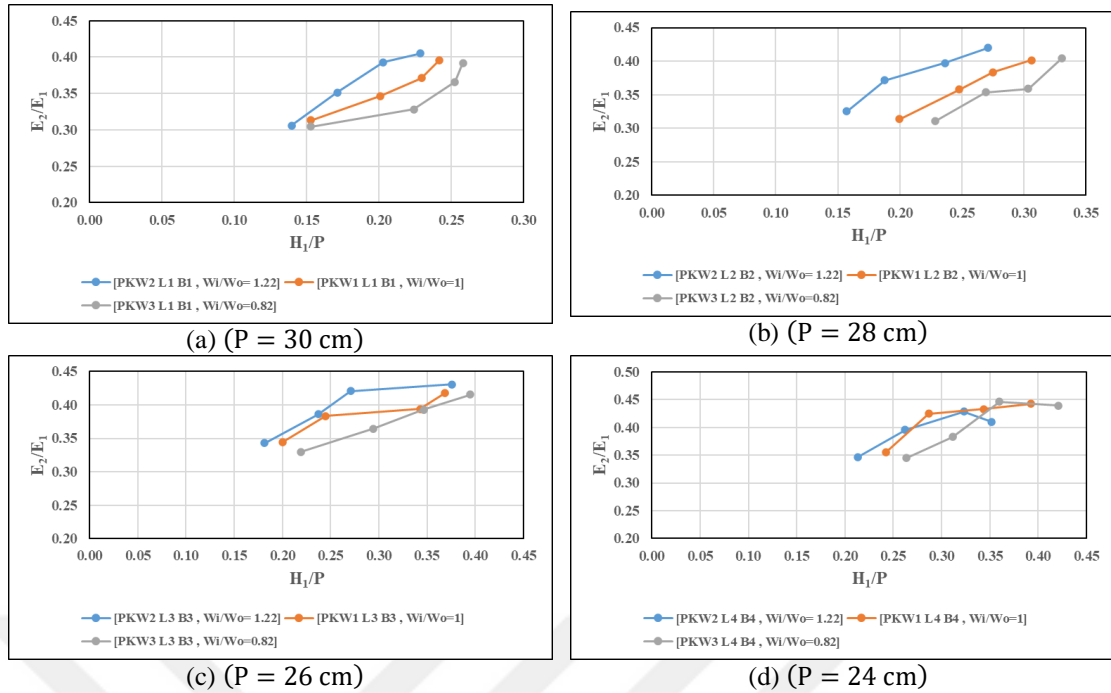 0.45
0.40
0.35
0.30
0.25
0.20
E₂/E₁
0.00 0.05 0.10 0.15 0.20 0.25 0.30
H₁/P
[PKW2 L1 B1 , Wi/Wo= 1.22] [PKW1 L1 B1 , Wi/Wo=1]
[PKW3 L1 B1 , Wi/Wo=0.82]
(a) (P = 30 cm)
0.45
0.40
0.35
0.30
0.25
0.20
E₂/E₁
0.00 0.05 0.10 0.15 0.20 0.25 0.30 0.35
H₁/P
[PKW2 L2 B2 , Wi/Wo= 1.22] [PKW1 L2 B2 , Wi/Wo=1]
[PKW3 L2 B2 , Wi/Wo=0.82]
(b) (P = 28 cm)
0.45
0.40
0.35
0.30
0.25
0.20
E₂/E₁
0.00 0.05 0.10 0.15 0.20 0.25 0.30 0.35 0.40 0.45
H₁/P
[PKW2 L3 B3 , Wi/Wo= 1.22] [PKW1 L3 B3 , Wi/Wo=1]
[PKW3 L3 B3 , Wi/Wo=0.82]
(c) (P = 26 cm)
0.50
0.45
0.40
0.35
0.30
0.25
0.20
E₂/E₁
0.00 0.05 0.10 0.15 0.20 0.25 0.30 0.35 0.40 0.45
H₁/P
[PKW2 L4 B4 , Wi/Wo= 1.22] [PKW1 L4 B4 , Wi/Wo=1]
[PKW3 L4 B4 , Wi/Wo=0.82]
(d) (P = 24 cm)